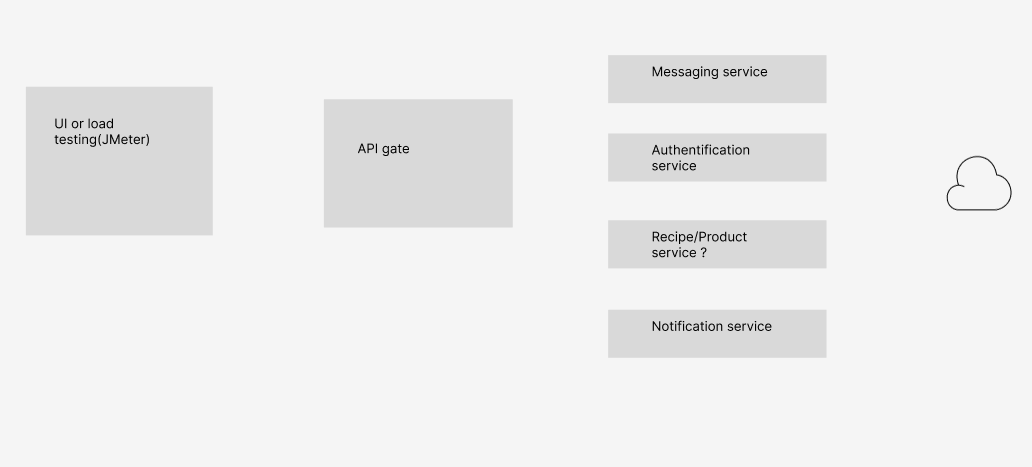 UI or load
testing(JMeter)
API gate
Messaging service
Authentification
service
Recipe/Product
service ?
Notification service